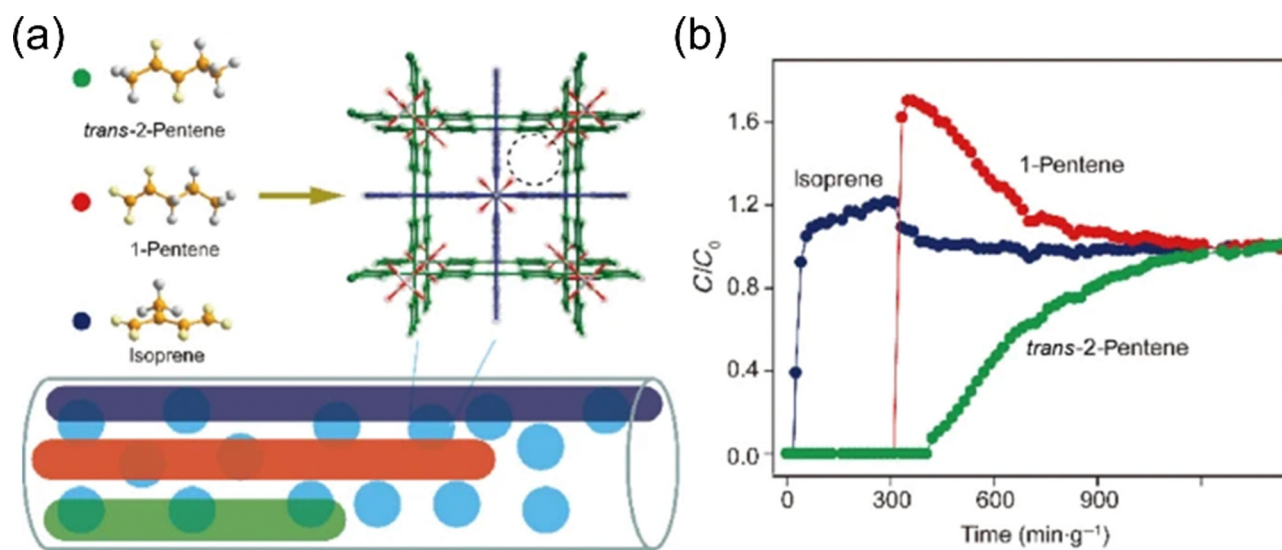 (a)
trans-2-Pentene
1-Pentene
Isoprene
(b)
C/C₀
1.6
1.2
0.8
0.4
0.0
Isoprene
1-Pentene
trans-2-Pentene
0 300 600 900
Time (min·g⁻¹)